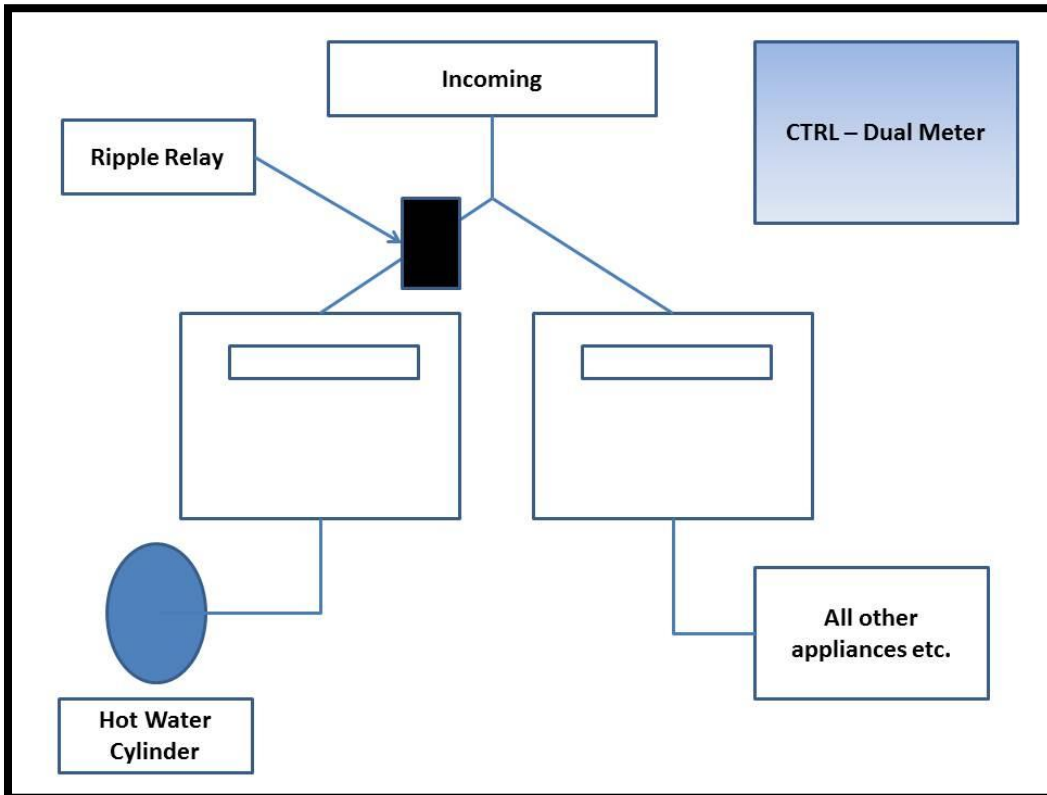 Incoming
CTRL – Dual Meter
Ripple Relay
All other
appliances etc.
Hot Water
Cylinder